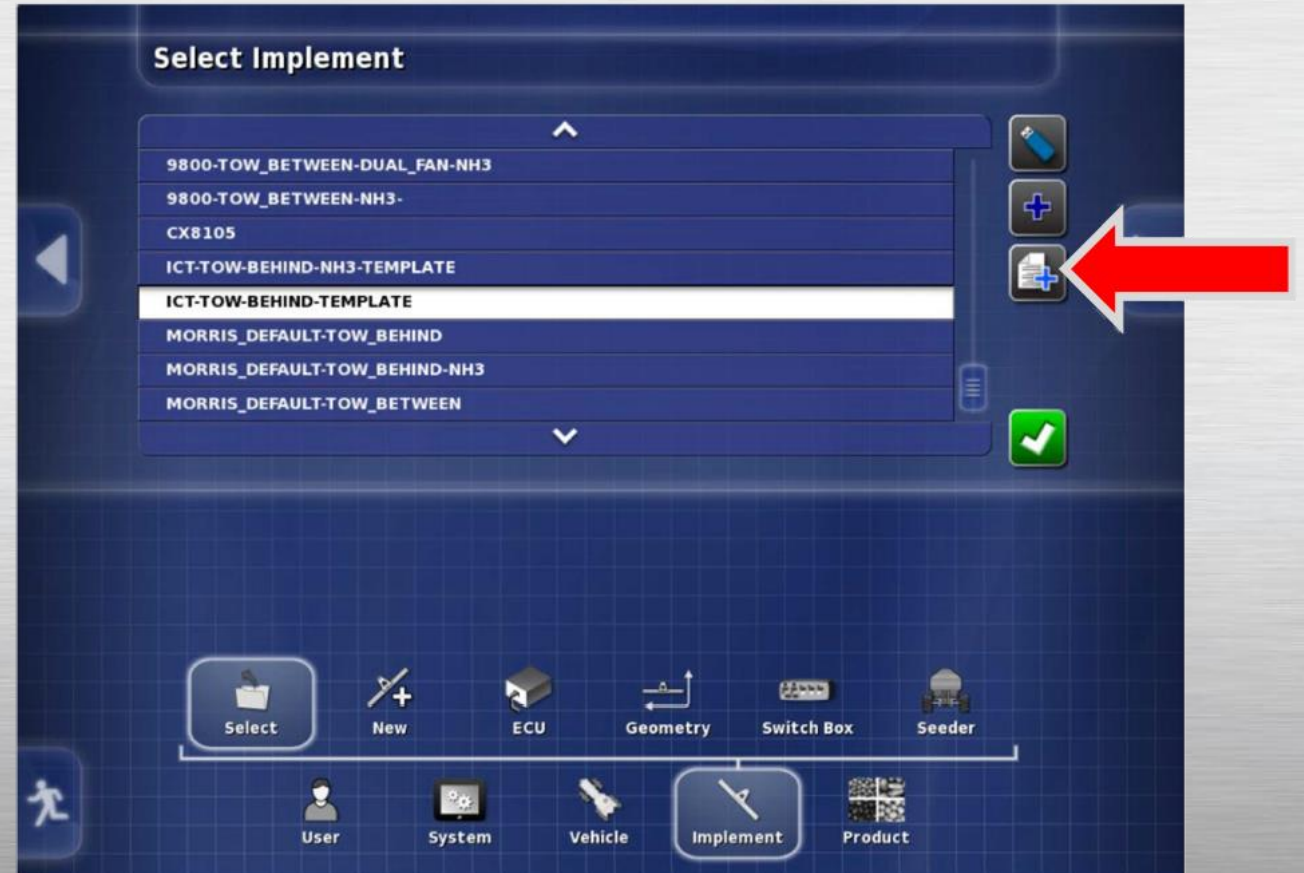 Select Implement
9800-TOW_BETWEEN-DUAL_FAN-NH3
9800-TOW_BETWEEN-NH3-
CX8105
ICT-TOW-BEHIND-NH3-TEMPLATE
ICT-TOW-BEHIND-TEMPLATE
MORRIS_DEFAULT-TOW_BEHIND
MORRIS_DEFAULT-TOW_BEHIND-NH3
MORRIS_DEFAULT-TOW_BETWEEN
Select New ECU Geometry Switch Box Seeder
User System Vehicle Implement Product